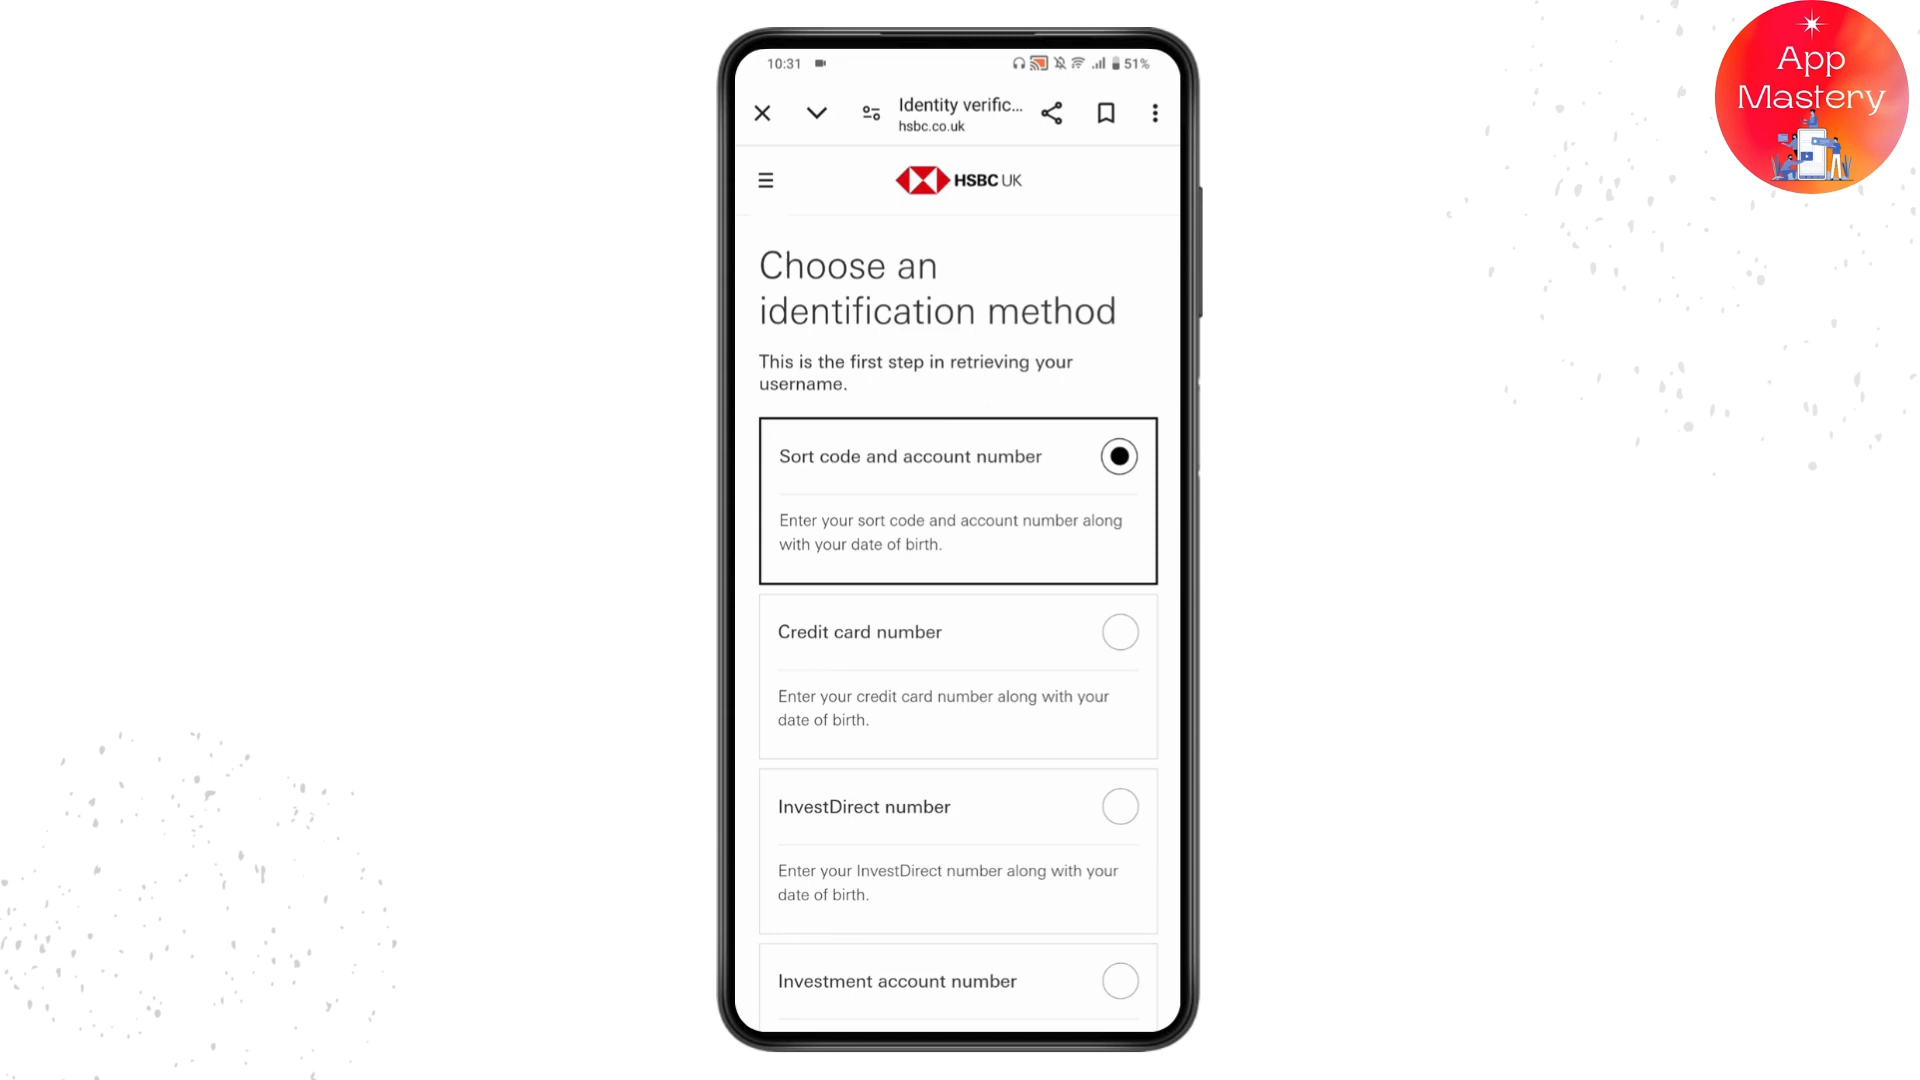 App
Mastery
10:31
51%
Identity verific...
hsbc.co.uk
HSBC UK
Choose an
identification method
This is the first step in retrieving your
username.
Sort code and account number
Enter your sort code and account number along
with your date of birth.
Credit card number
Enter your credit card number along with your
date of birth.
InvestDirect number
Enter your InvestDirect number along with your
date of birth.
Investment account number